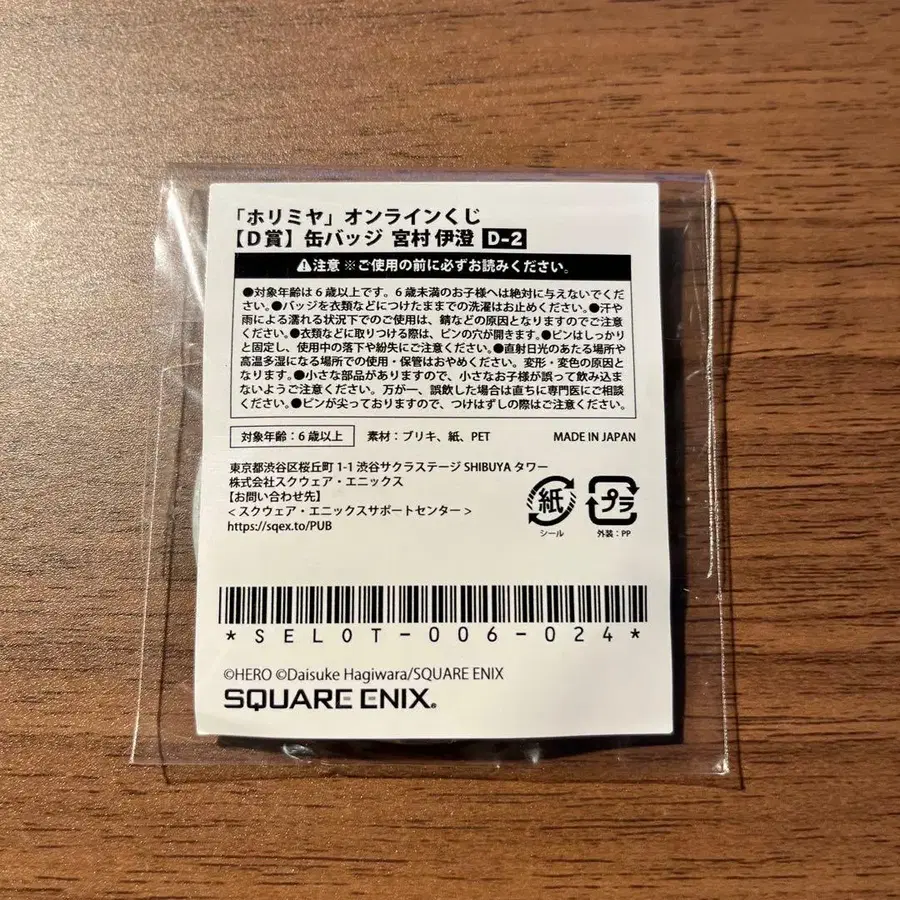 「ホリミヤ」オンラインくじ
【D賞】缶バッジ 宮村 伊澄 D-2
⚠注意 ※ご使用の前に必ずお読みください。
●対象年齢は6歳以上です。6歳未満のお子様へは絶対に与えないでくだ
さい。●バッジを衣類などにつけたままでの洗濯はお止めください。●汗や
雨による濡れる状況下でのご使用は、錆などの原因となりますのでご注意
ください。●衣類などに取りつける際は、ピンの穴が開きます。●ピンはしっかり
と固定し、使用中の落下や紛失にご注意ください。●直射日光のあたる場所や
高温多湿になる場所での使用・保管はおやめください。変形・変色の原因と
なります。●小さな部品がありますので、小さなお子様が誤って飲み込ま
ないようご注意ください。万が一、誤飲した場合は直ちに専門医にご相談
ください。●ピンが尖っておりますので、つけはずしの際はご注意ください。
対象年齢：6歳以上 素材：ブリキ、紙、PET MADE IN JAPAN
東京都渋谷区桜丘町1-1 渋谷サクラステージ SHIBUYA タワー
株式会社スクウェア・エニックス
【お問い合わせ先】
＜スクウェア・エニックスサポートセンター＞
https://sqex.to/PUB
紙 プラ
シール 外装：PP
*SEL0T-006-024*
©HERO ©Daisuke Hagiwara/SQUARE ENIX
SQUARE ENIX®